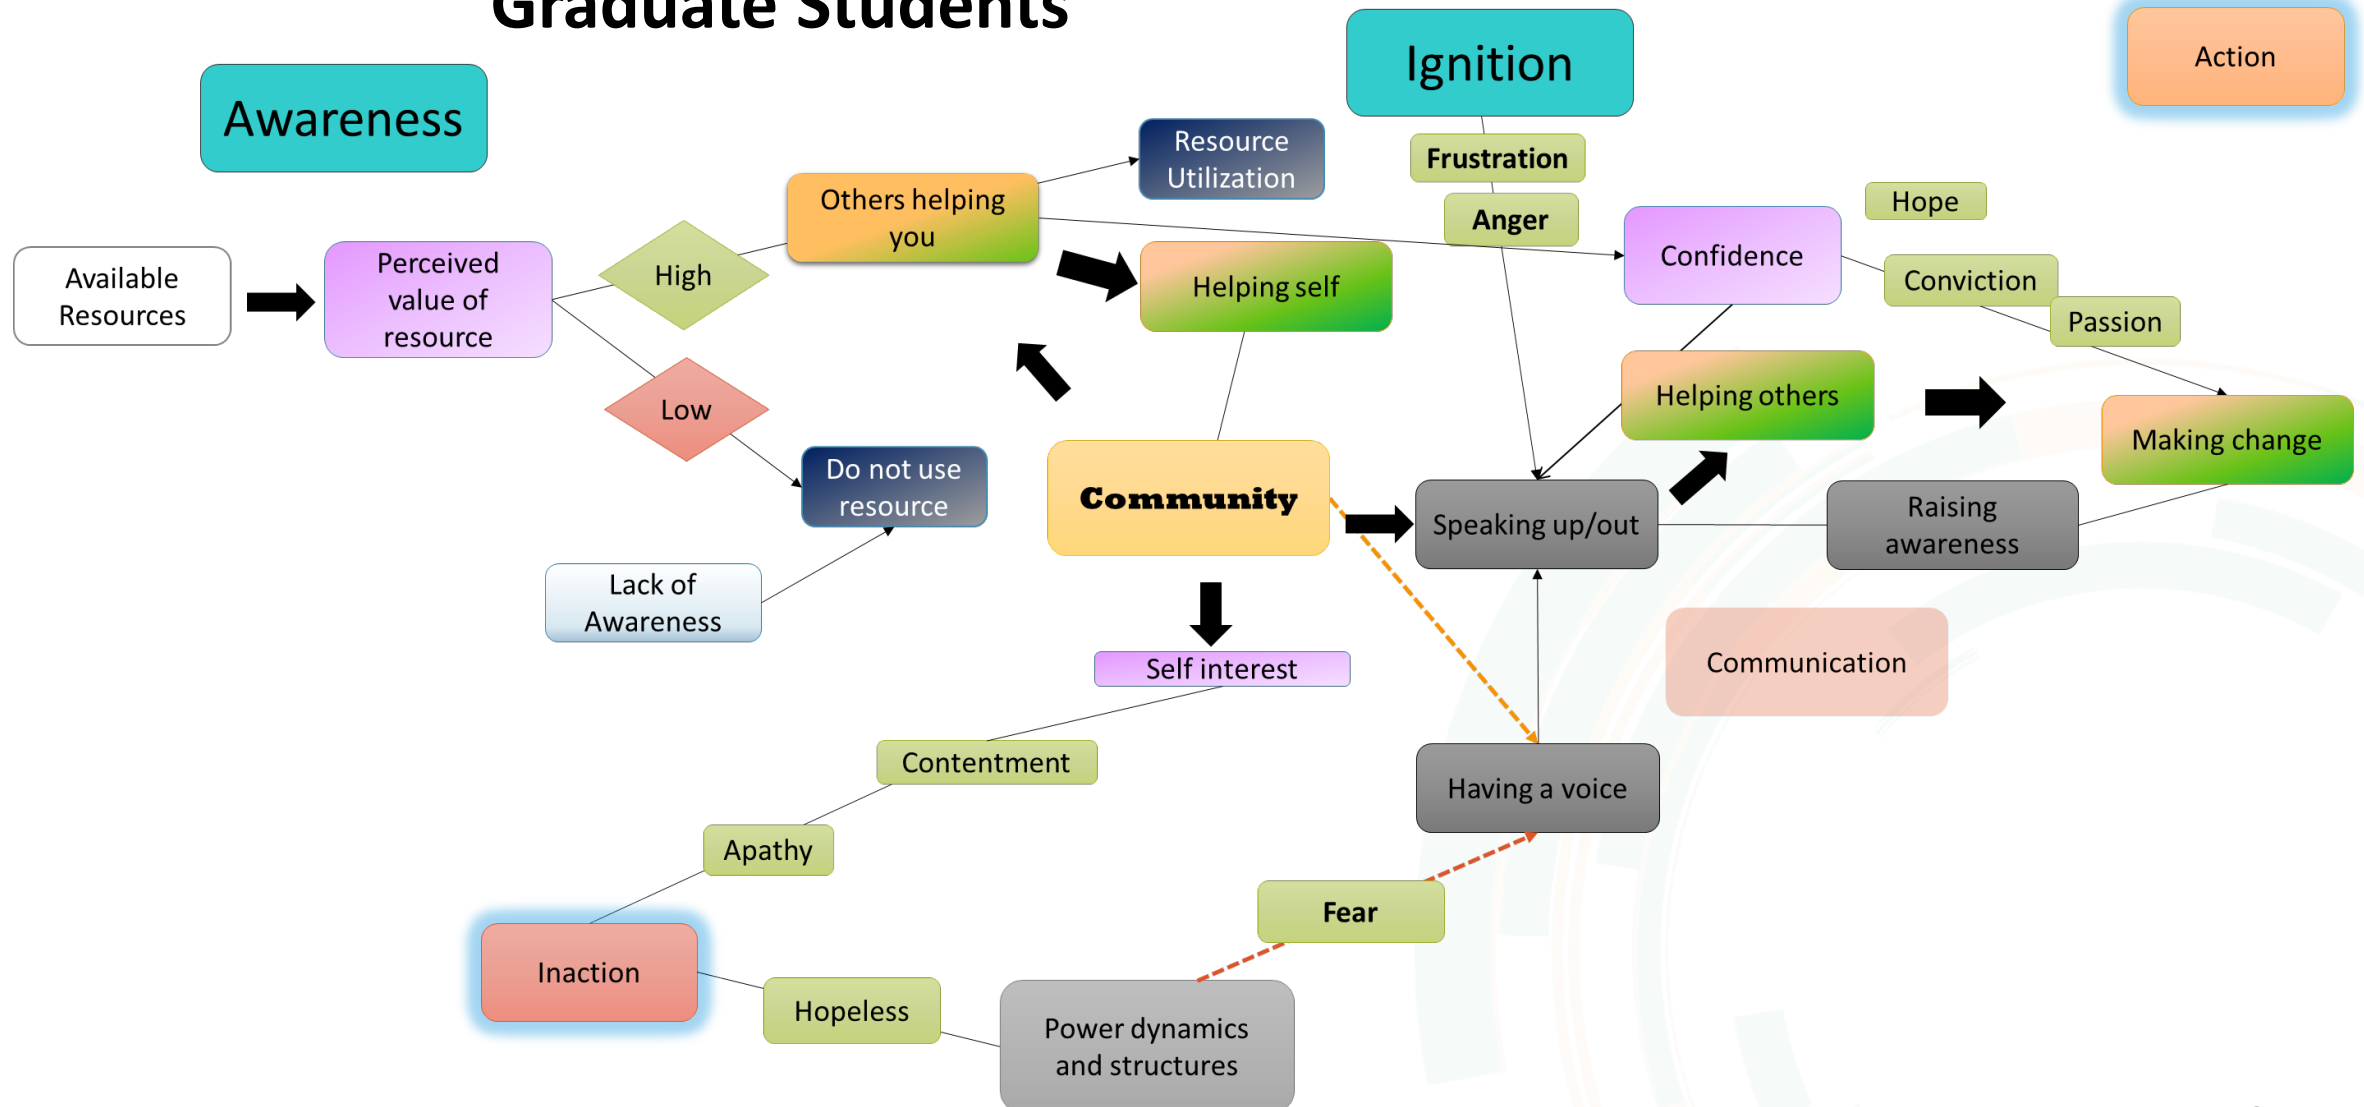 Graduate Students
Awareness
Ignition
Action
Resource
Utilization
Frustration
Anger
Hope
Others helping
you
Confidence
Conviction
Passion
Available
Resources
Perceived
value of
resource
High
Helping self
Low
Helping others
Making change
Do not use
resource
Community
Speaking up/out
Raising
awareness
Lack of
Awareness
Communication
Self interest
Contentment
Having a voice
Apathy
Fear
Inaction
Hopeless
Power dynamics
and structures